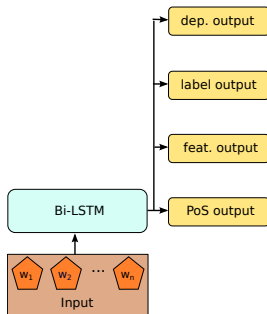 dep. output
label output
feat. output
Bi-LSTM
PoS output
w1 w2 ... wn
Input